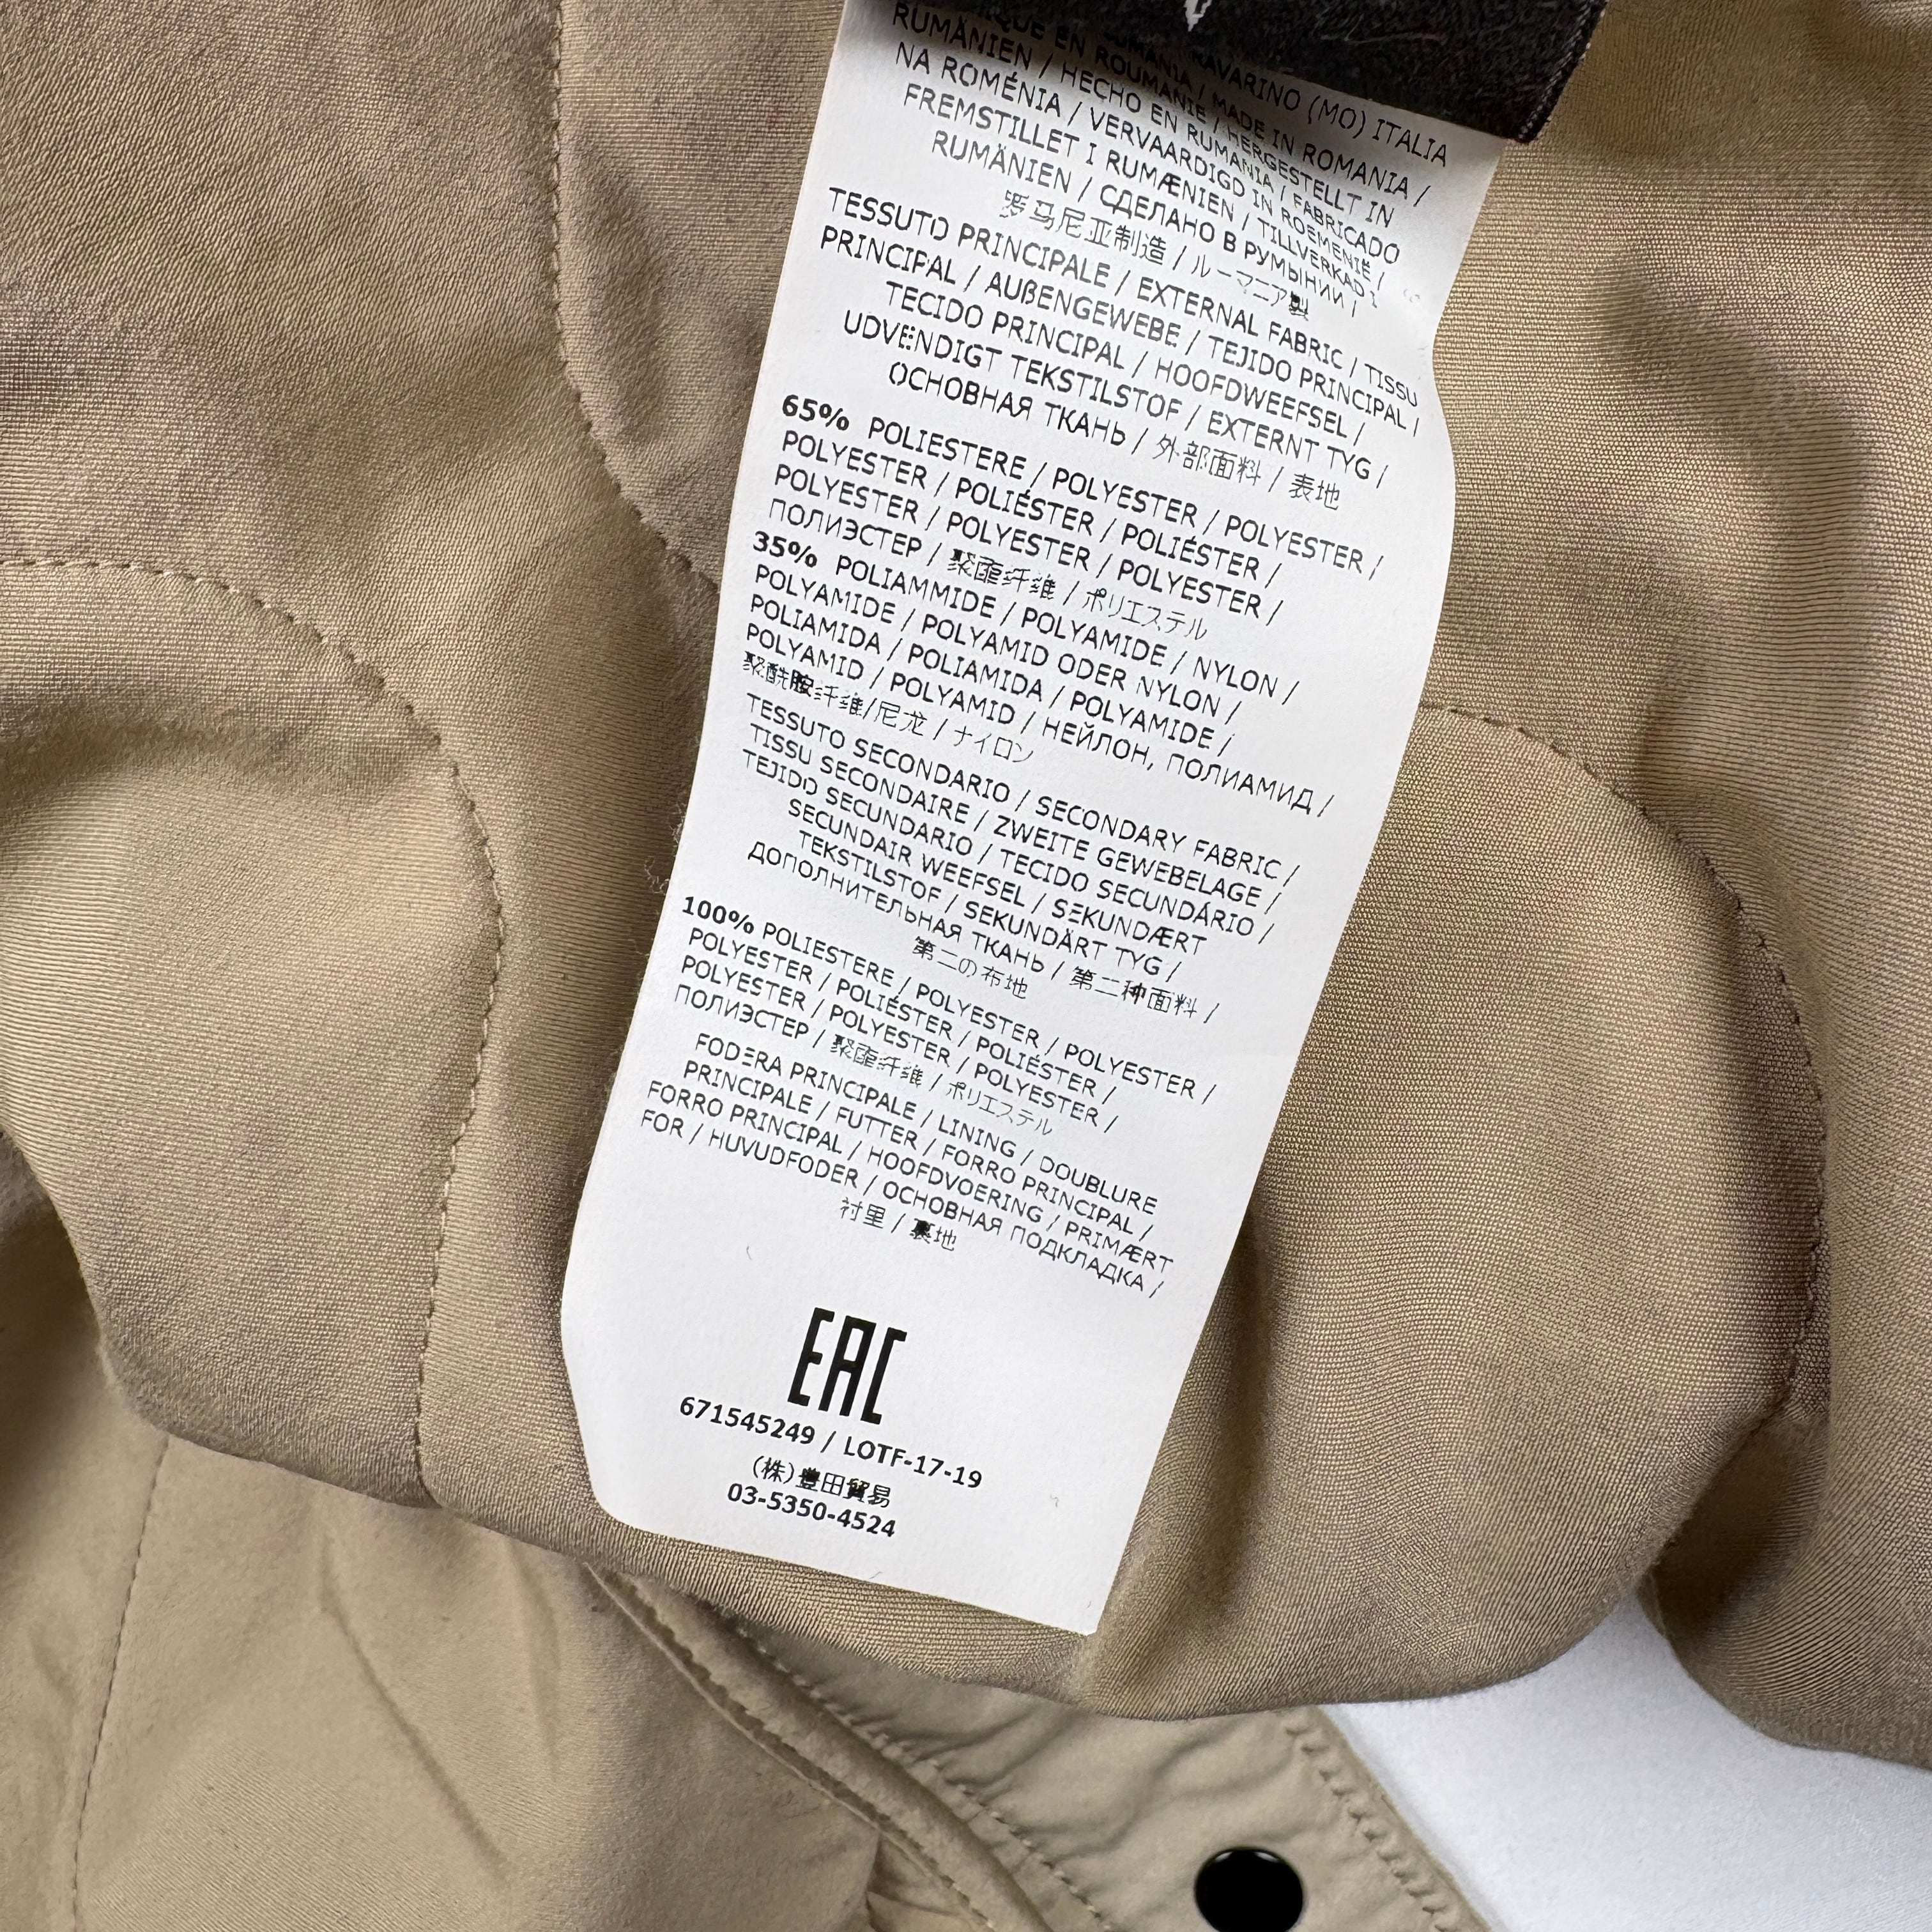 RAVARINO (MO) ITALIA
EN ROUMANIE / MADE IN ROMANIA /
RUMÄNIEN / HECHO EN RUMANIA / FABRICADO
NA ROMÉNIA / VERVAARDIGD IN ROEMENIË /
FREMSTILLET I RUMÆNIEN / TILLVERKAD I
RUMÄNIEN / СДЕЛАНО В РУМЫНИИ /
罗马尼亚制造 / ルーマニア製
TESSUTO PRINCIPALE / EXTERNAL FABRIC / TISSU
PRINCIPAL / AUßENGEWEBE / TEJIDO PRINCIPAL /
TECIDO PRINCIPAL / HOOFDWEEFSEL /
UDVENDIGT TEKSTILSTOF / EXTERNT TYG /
ОСНОВНАЯ ТКАНЬ / 外部面料 / 表地
65% POLIESTERE / POLYESTER / POLYESTER /
POLYESTER / POLIÉSTER / POLIÉSTER /
POLYESTER / POLYESTER / POLYESTER /
ПОЛИЭСТЕР / 聚酯纤维 / ポリエステル
35% POLIAMMIDE / POLYAMIDE / NYLON /
POLYAMIDE / POLYAMID ODER NYLON /
POLIAMIDA / POLIAMIDA / POLYAMIDE /
POLYAMID / POLYAMID / НЕЙЛОН, ПОЛИАМИД /
聚酰胺纤维/尼龙 / ナイロン
TESSUTO SECONDARIO / SECONDARY FABRIC /
TISSU SECONDAIRE / ZWEITE GEWEBELAGE /
TEJIDO SECUNDARIO / TECIDO SECUNDÁRIO /
SECUNDAIR WEEFSEL / SEKUNDÆRT
TEKSTILSTOF / SEKUNDÄRT TYG /
ДОПОЛНИТЕЛЬНАЯ ТКАНЬ / 第二种面料 /
第二の布地
100% POLIESTERE / POLYESTER / POLYESTER /
POLYESTER / POLIÉSTER / POLIÉSTER /
POLYESTER / POLYESTER / POLYESTER /
ПОЛИЭСТЕР / 聚酯纤维 / ポリエステル
FODERA PRINCIPALE / LINING / DOUBLURE
PRINCIPALE / FUTTER / FORRO PRINCIPAL /
FORRO PRINCIPAL / HOOFDVOERING / PRIMÆRT
FOR / HUVUDFODER / ОСНОВНАЯ ПОДКЛАДКА /
衬里 / 裏地
EAC
671545249 / LOTF-17-19
(株)豊田貿易
03-5350-4524